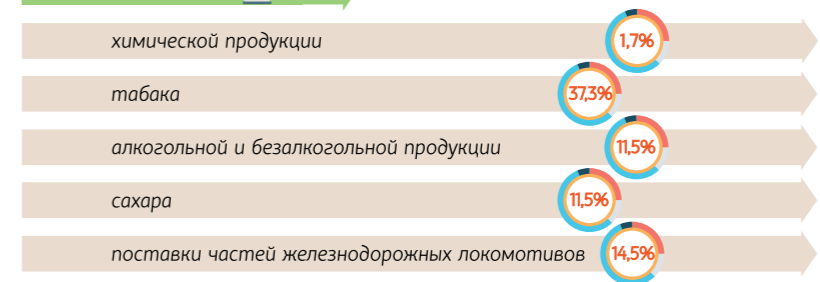 химической продукции 1,7%
табака 37,3%
алкогольной и безалкогольной продукции 11,5%
сахара 11,5%
поставки частей железнодорожных локомотивов 14,5%